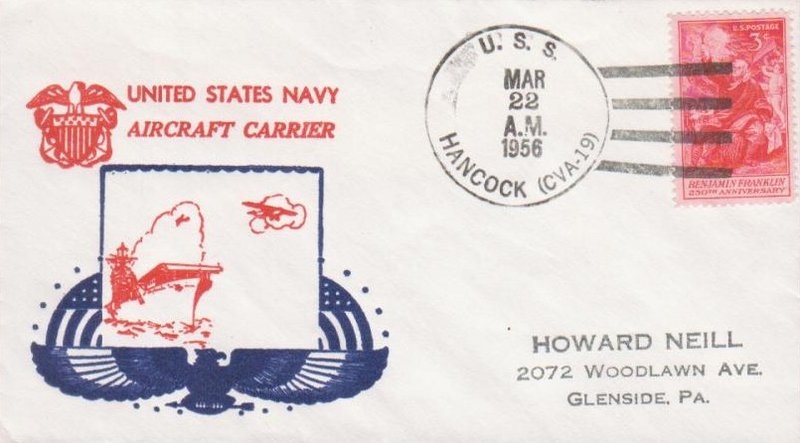 UNITED STATES NAVY
AIRCRAFT CARRIER
U. S. S.
MAR
22
A.M.
1956
HANCOCK (CVA-19)
U.S. POSTAGE
3¢
BENJAMIN FRANKLIN
250TH ANNIVERSARY
HOWARD NEILL
2072 WOODLAWN AVE.
GLENSIDE, PA.